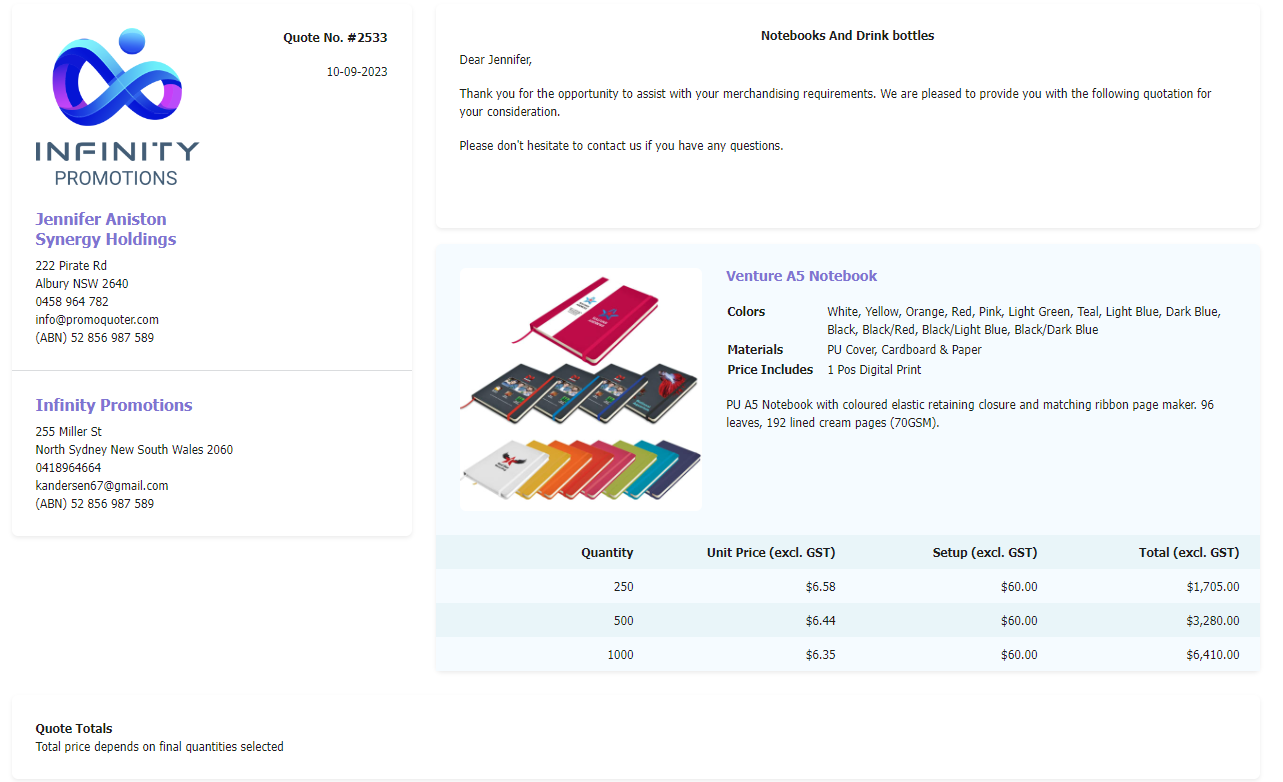 INFINITY
PROMOTIONS
Quote No. #2533
10-09-2023
Jennifer Aniston
Synergy Holdings
222 Pirate Rd
Albury NSW 2640
0458 964 782
info@promoquoter.com
(ABN) 52 856 987 589
Infinity Promotions
255 Miller St
North Sydney New South Wales 2060
0418964664
kandersen67@gmail.com
(ABN) 52 856 987 589
Notebooks And Drink bottles
Dear Jennifer,
Thank you for the opportunity to assist with your merchandising requirements. We are pleased to provide you with the following quotation for
your consideration.
Please don't hesitate to contact us if you have any questions.
Venture A5 Notebook
Colors White, Yellow, Orange, Red, Pink, Light Green, Teal, Light Blue, Dark Blue,
Black, Black/Red, Black/Light Blue, Black/Dark Blue
Materials PU Cover, Cardboard & Paper
Price Includes 1 Pos Digital Print
PU A5 Notebook with coloured elastic retaining closure and matching ribbon page maker. 96
leaves, 192 lined cream pages (70GSM).
Quantity Unit Price (excl. GST) Setup (excl. GST) Total (excl. GST)
250 $6.58 $60.00 $1,705.00
500 $6.44 $60.00 $3,280.00
1000 $6.35 $60.00 $6,410.00
Quote Totals
Total price depends on final quantities selected